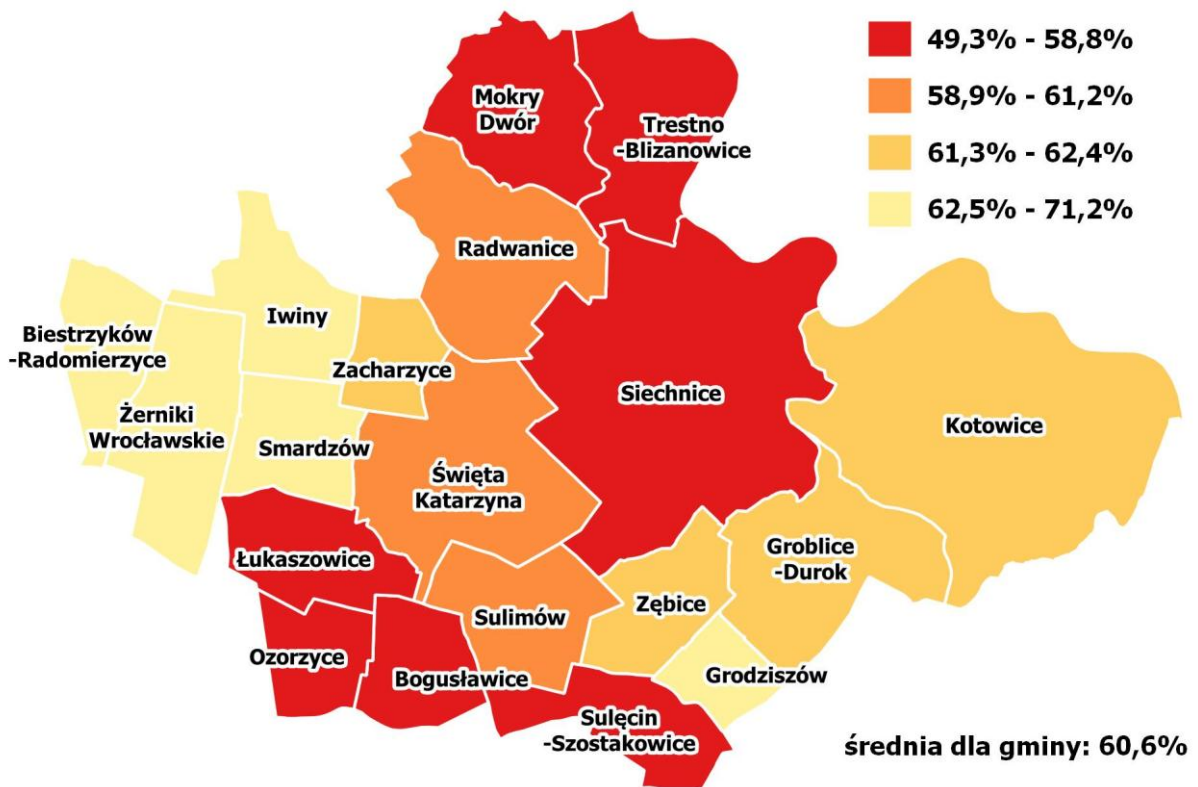 49,3% - 58,8%
58,9% - 61,2%
61,3% - 62,4%
62,5% - 71,2%
Mokry
Dwór
Trestno
-Blizanowice
Radwanice
Iwiny
Biestrzyków
-Radomierzyce
Zacharzyce
Siechnice
Żerniki
Wrocławskie
Smardzów
Kotowice
Święta
Katarzyna
Łukaszowice
Groblice
-Durok
Sulimów
Zębice
Ozorzyce
Bogusławice
Grodziszów
Sulęcin
-Szostakowice
średnia dla gminy: 60,6%